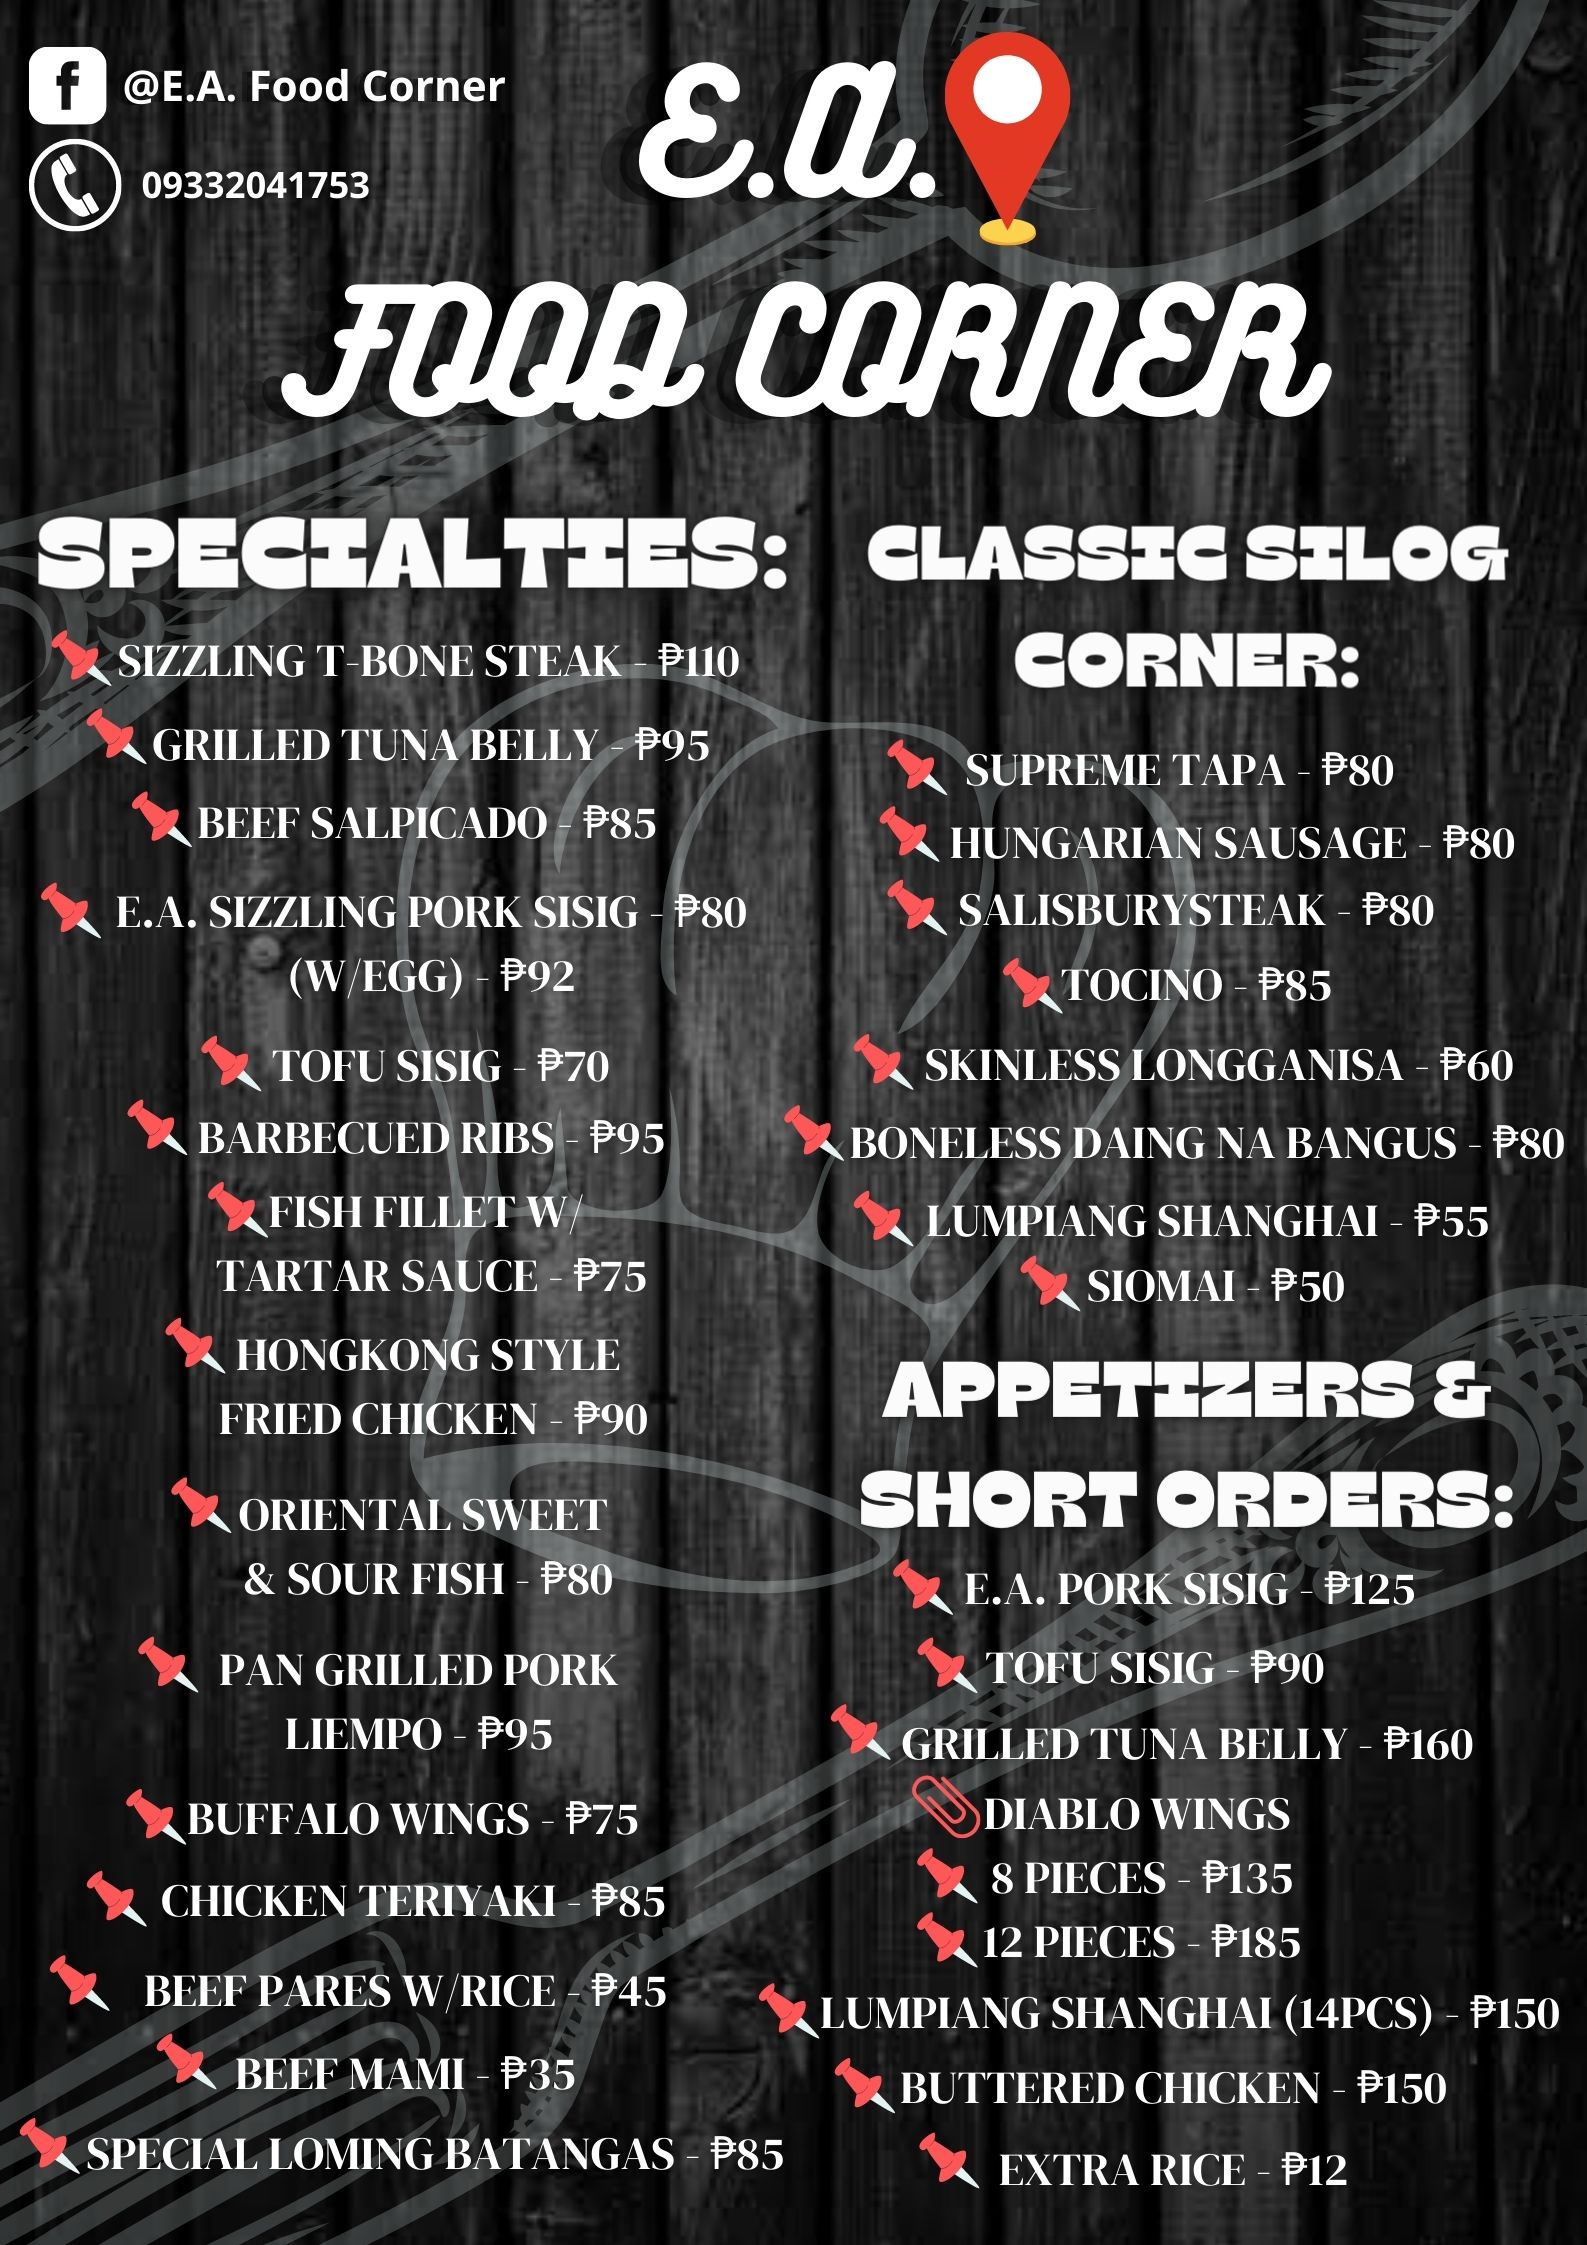 @E.A. Food Corner
09332041753
E.A.
FOOD CORNER
SPECIALTIES:
SIZZLING T-BONE STEAK - ₱110
GRILLED TUNA BELLY - ₱95
BEEF SALPICADO - ₱85
E.A. SIZZLING PORK SISIG - ₱80
(W/EGG) - ₱92
TOFU SISIG - ₱70
BARBECUED RIBS - ₱95
FISH FILLET W/
TARTAR SAUCE - ₱75
HONGKONG STYLE
FRIED CHICKEN - ₱90
ORIENTAL SWEET
& SOUR FISH - ₱80
PAN GRILLED PORK
LIEMPO - ₱95
BUFFALO WINGS - ₱75
CHICKEN TERIYAKI - ₱85
BEEF PARES W/RICE - ₱45
BEEF MAMI - ₱35
SPECIAL LOMING BATANGAS - ₱85
CLASSIC SILOG
CORNER:
SUPREME TAPA - ₱80
HUNGARIAN SAUSAGE - ₱80
SALISBURYSTEAK - ₱80
TOCINO - ₱85
SKINLESS LONGGANISA - ₱60
BONELESS DAING NA BANGUS - ₱80
LUMPIANG SHANGHAI - ₱55
SIOMAI - ₱50
APPETIZERS &
SHORT ORDERS:
E.A. PORK SISIG - ₱125
TOFU SISIG - ₱90
GRILLED TUNA BELLY - ₱160
DIABLO WINGS
8 PIECES - ₱135
12 PIECES - ₱185
LUMPIANG SHANGHAI (14PCS) - ₱150
BUTTERED CHICKEN - ₱150
EXTRA RICE - ₱12